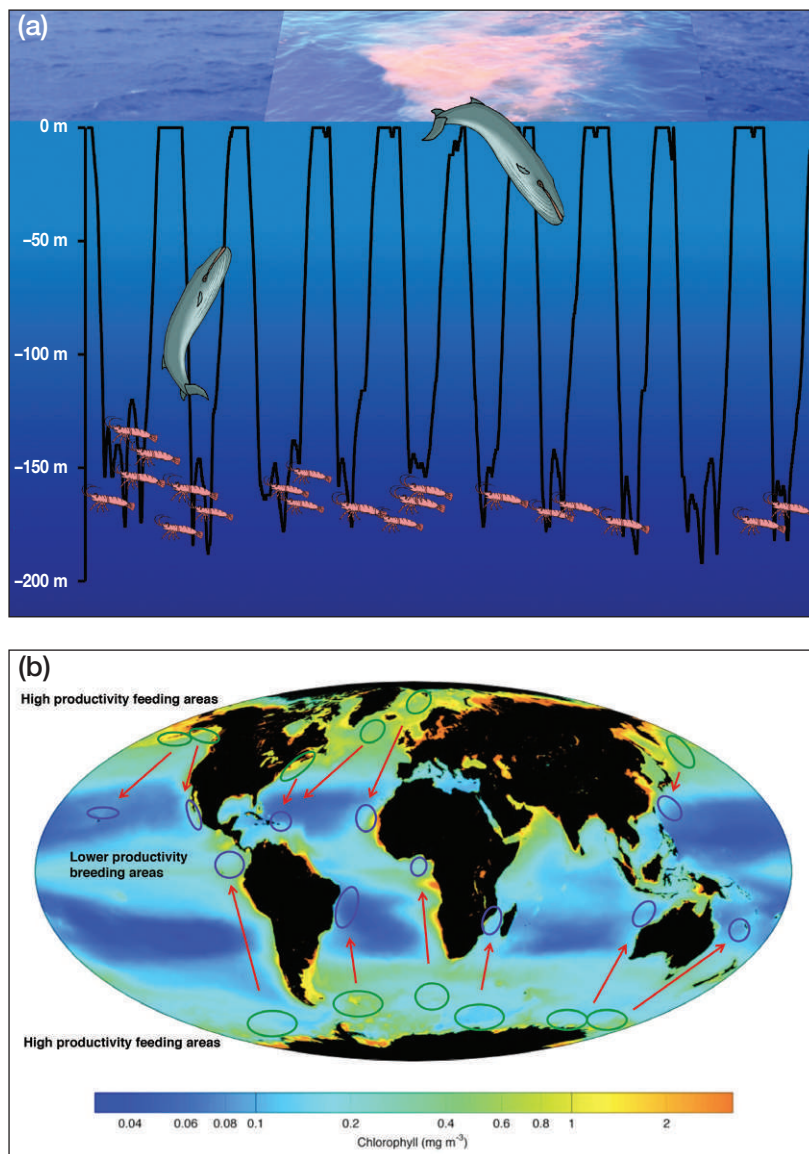 (a)
0 m
–50 m
–100 m
–150 m
–200 m
(b)
High productivity feeding areas
Lower productivity
breeding areas
High productivity feeding areas
0.04 0.06 0.08 0.1 0.2 0.4 0.6 0.8 1 2
Chlorophyll (mg m⁻³)